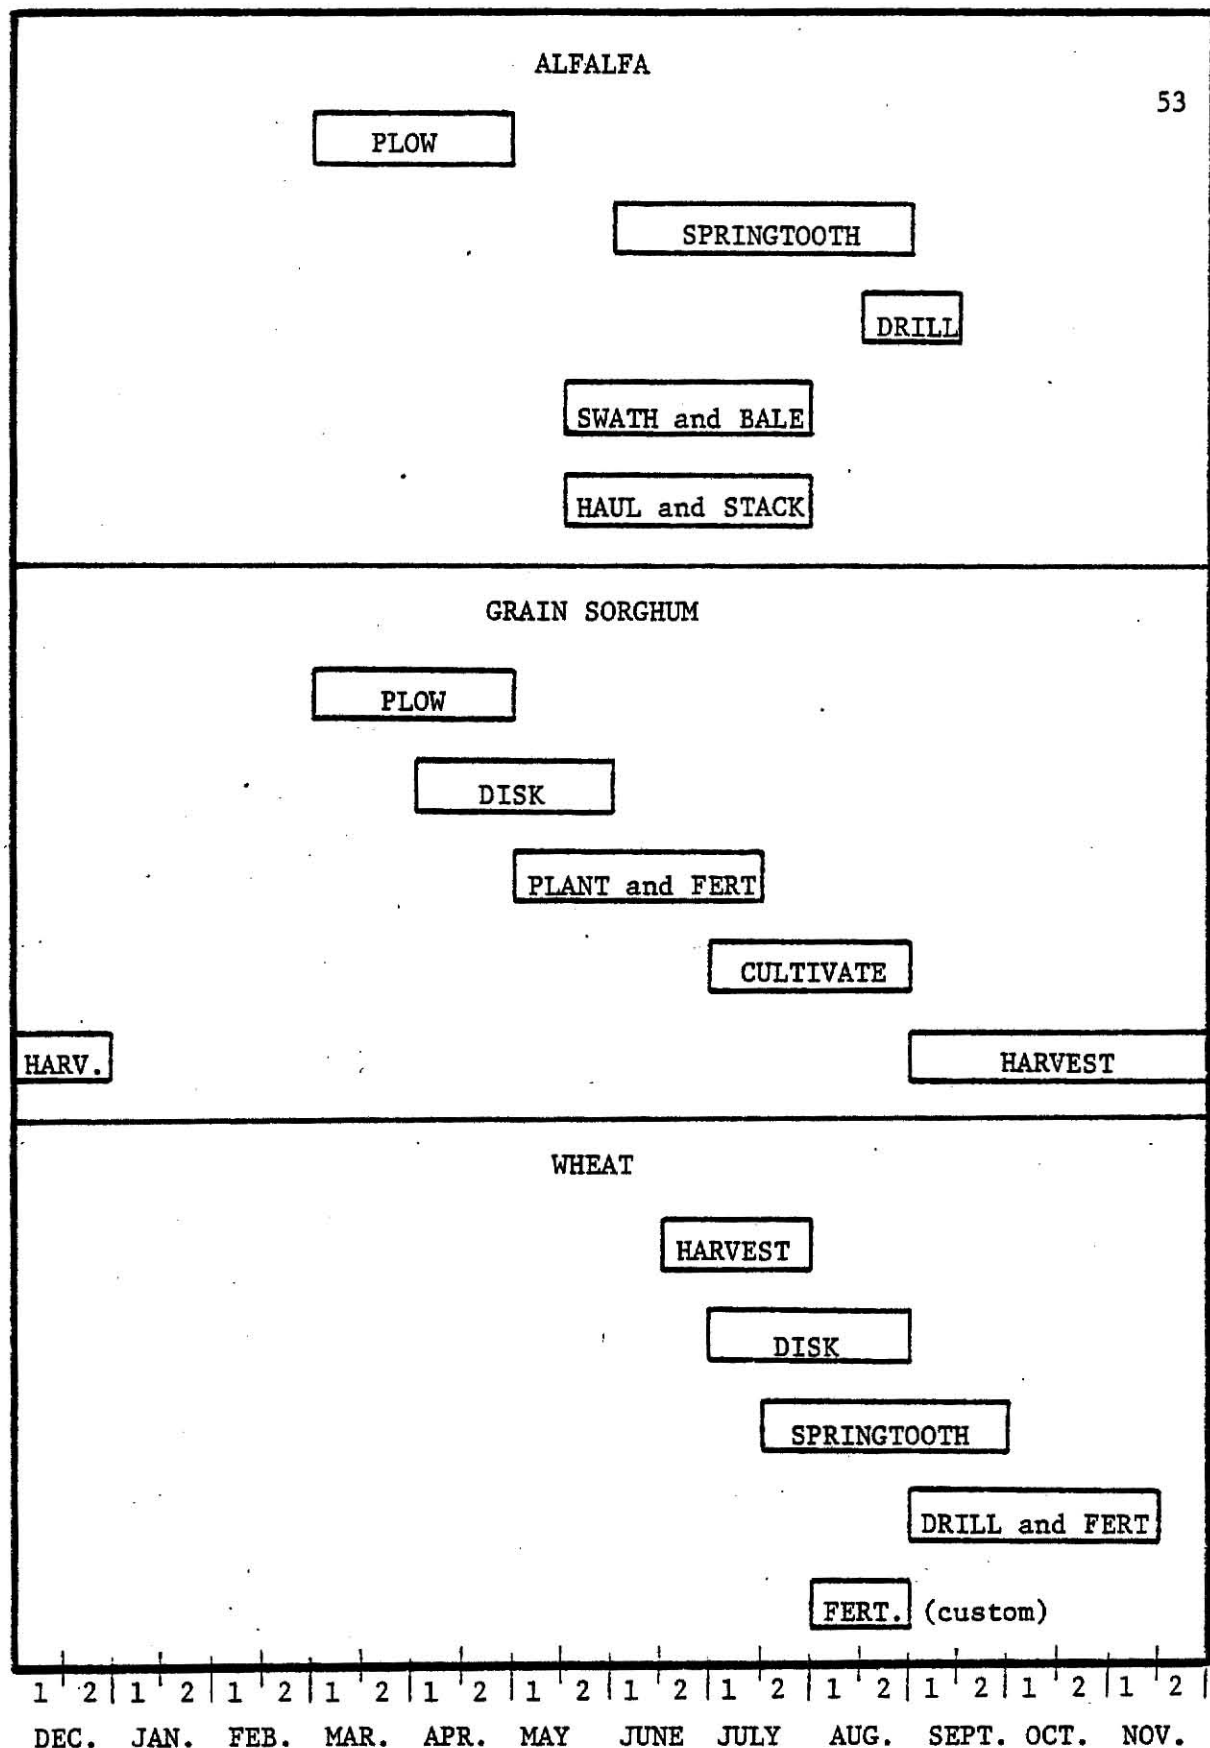 ALFALFA
53
PLOW
SPRINGTOOTH
DRILL
SWATH and BALE
HAUL and STACK
GRAIN SORGHUM
PLOW
DISK
PLANT and FERT
CULTIVATE
HARV. HARVEST
WHEAT
HARVEST
DISK
SPRINGTOOTH
DRILL and FERT
FERT. (custom)
1 2 1 2 1 2 1 2 1 2 1 2 1 2 1 2 1 2 1 2 1 2 1 2
DEC. JAN. FEB. MAR. APR. MAY JUNE JULY AUG. SEPT. OCT. NOV.